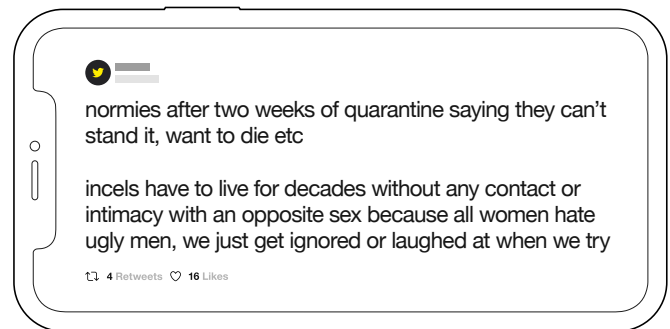 normies after two weeks of quarantine saying they can’t
stand it, want to die etc
incels have to live for decades without any contact or
intimacy with an opposite sex because all women hate
ugly men, we just get ignored or laughed at when we try
4 Retweets 16 Likes